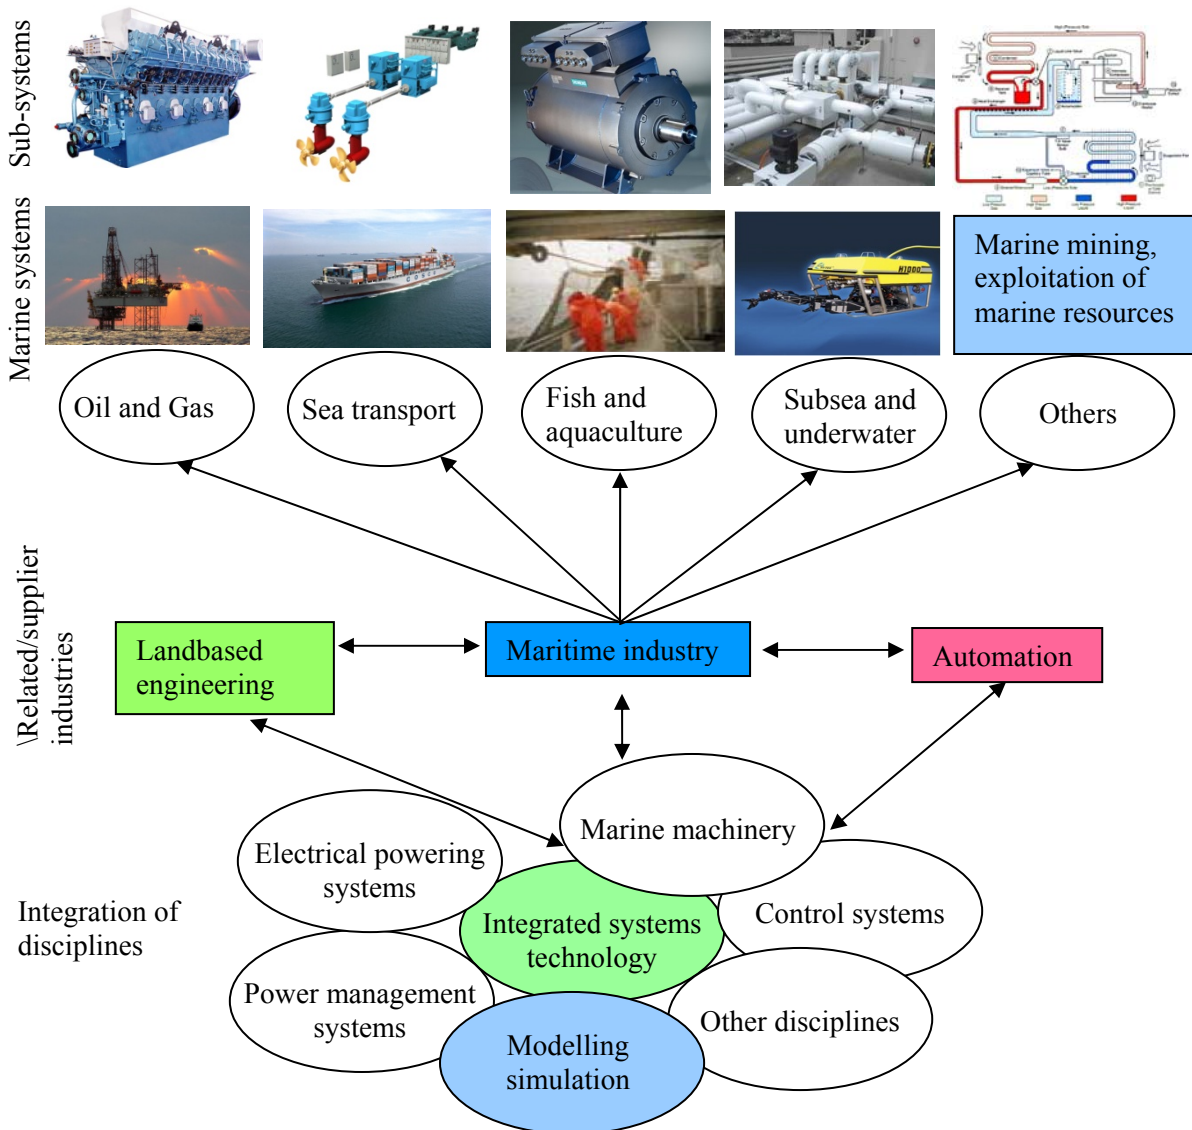 Sub-systems
Marine systems
Marine mining,
exploitation of
marine resources
H1000
COSCO
Oil and Gas
Sea transport
Fish and
aquaculture
Subsea and
underwater
Others
\Related/supplier
industries
Landbased
engineering
Maritime industry
Automation
Integration of
disciplines
Marine machinery
Electrical powering
systems
Integrated systems
technology
Control systems
Power management
systems
Other disciplines
Modelling
simulation